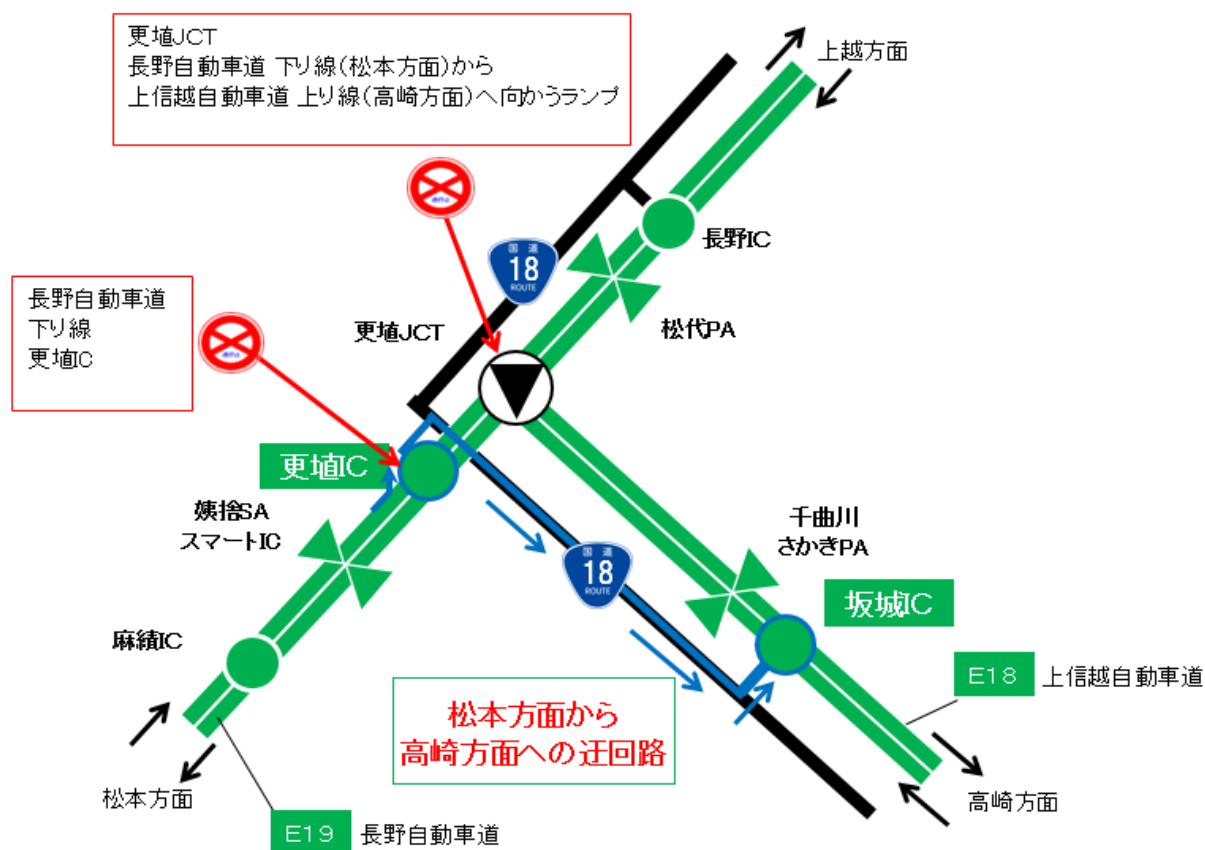 更埴JCT
長野自動車道 下り線(松本方面)から
上信越自動車道 上り線(高崎方面)へ向かうランプ
上越方面
長野IC
国道
18
ROUTE
松代PA
長野自動車道
下り線
更埴IC
更埴JCT
更埴IC
姨捨SA
スマートIC
千曲川
さかきPA
国道
18
ROUTE
坂城IC
麻績IC
E18 上信越自動車道
松本方面から
高崎方面への迂回路
松本方面
高崎方面
E19 長野自動車道